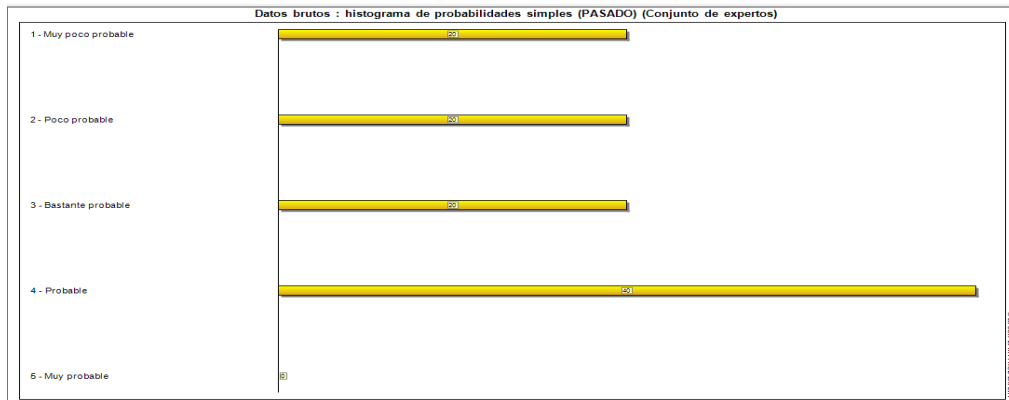 Datos brutos : histograma de probabilidades simples (PASADO) (Conjunto de expertos)
1 - Muy poco probable
20
2 - Poco probable
20
3 - Bastante probable
20
4 - Probable
40
5 - Muy probable
0